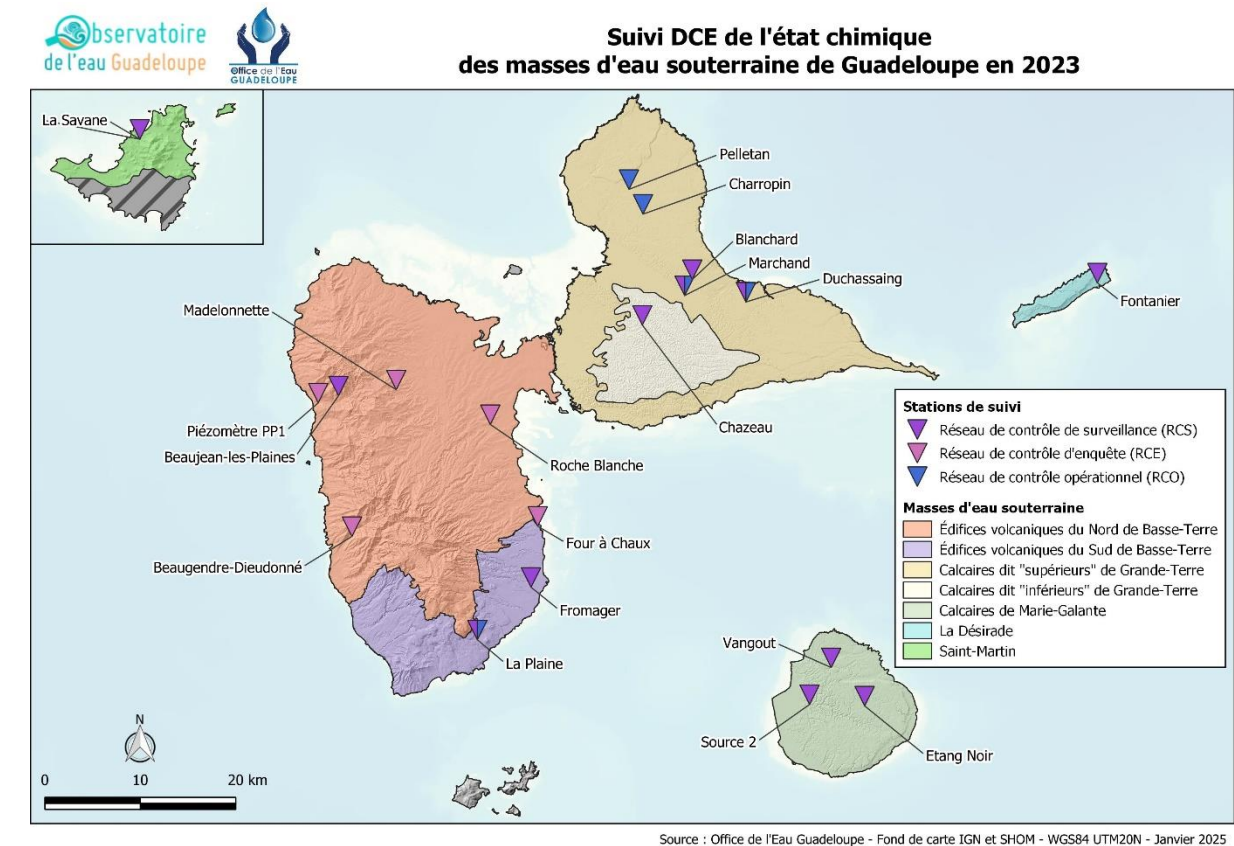 Observatoire
de l'eau Guadeloupe
Office de l'Eau
GUADELOUPE
Suivi DCE de l'état chimique
des masses d'eau souterraine de Guadeloupe en 2023
La Savane
Pelletan
Charropin
Blanchard
Marchand
Duchassaing
Fontanier
Madelonnette
Piézomètre PP1
Beaujean-les-Plaines
Chazeau
Roche Blanche
Beaugendre-Dieudonné
Four à Chaux
Fromager
La Plaine
Vangout
Source 2
Etang Noir
Stations de suivi
Réseau de contrôle de surveillance (RCS)
Réseau de contrôle d'enquête (RCE)
Réseau de contrôle opérationnel (RCO)
Masses d'eau souterraine
Édifices volcaniques du Nord de Basse-Terre
Édifices volcaniques du Sud de Basse-Terre
Calcaires dit "supérieurs" de Grande-Terre
Calcaires dit "inférieurs" de Grande-Terre
Calcaires de Marie-Galante
La Désirade
Saint-Martin
N
0 10 20 km
Source : Office de l'Eau Guadeloupe - Fond de carte IGN et SHOM - WGS84 UTM20N - Janvier 2025